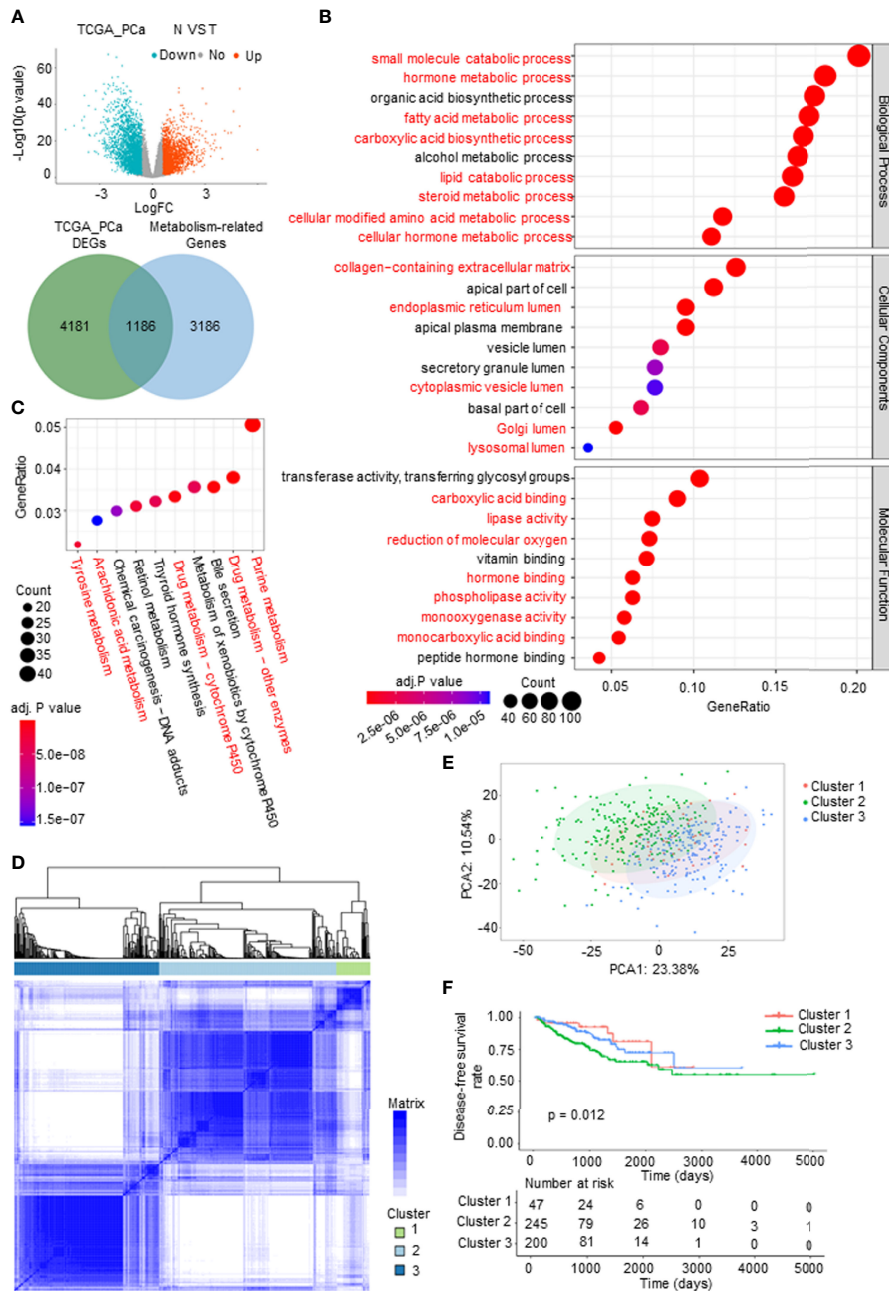 A
TCGA_PCa N VS T
Down No Up
-Log10(p vaule)
60
40
20
0
-3 0 3
LogFC
TCGA_PCa
DEGs
Metabolism-related
Genes
4181 1186 3186
B
small molecule catabolic process
hormone metabolic process
organic acid biosynthetic process
fatty acid metabolic process
carboxylic acid biosynthetic process
alcohol metabolic process
lipid catabolic process
steroid metabolic process
cellular modified amino acid metabolic process
cellular hormone metabolic process
Biological Process
collagen-containing extracellular matrix
apical part of cell
endoplasmic reticulum lumen
apical plasma membrane
vesicle lumen
secretory granule lumen
cytoplasmic vesicle lumen
basal part of cell
Golgi lumen
lysosomal lumen
Cellular Components
transferase activity, transferring glycosyl groups
carboxylic acid binding
lipase activity
reduction of molecular oxygen
vitamin binding
hormone binding
phospholipase activity
monooxygenase activity
monocarboxylic acid binding
peptide hormone binding
Molecular Function
0.05 0.10 0.15 0.20
GeneRatio
adj.P value
2.5e-06 5.0e-06 7.5e-06 1.0e-05
Count
40 60 80 100
C
GeneRatio
0.05
0.04
0.03
Tyrosine metabolism
Arachidonic acid metabolism
Chemical carcinogenesis - DNA adducts
Retinol metabolism
Thyroid hormone synthesis
Drug metabolism - cytochrome P450
Metabolism of xenobiotics by cytochrome P450
Bile secretion
Drug metabolism - other enzymes
Purine metabolism
Count
20
25
30
35
40
adj. P value
5.0e-08
1.0e-07
1.5e-07
D
Matrix
Cluster
1
2
3
E
PCA2: 10.54%
20
0
-20
-40
-50 -25 0 25
PCA1: 23.38%
Cluster 1
Cluster 2
Cluster 3
F
Disease-free survival
rate
1.00
0.75
0.50
0.25
0.00
p = 0.012
Cluster 1
Cluster 2
Cluster 3
0 1000 2000 3000 4000 5000
Time (days)
Number at risk
Cluster 1 47 24 6 0 0 0
Cluster 2 245 79 26 10 3 1
Cluster 3 200 81 14 1 0 0
0 1000 2000 3000 4000 5000
Time (days)